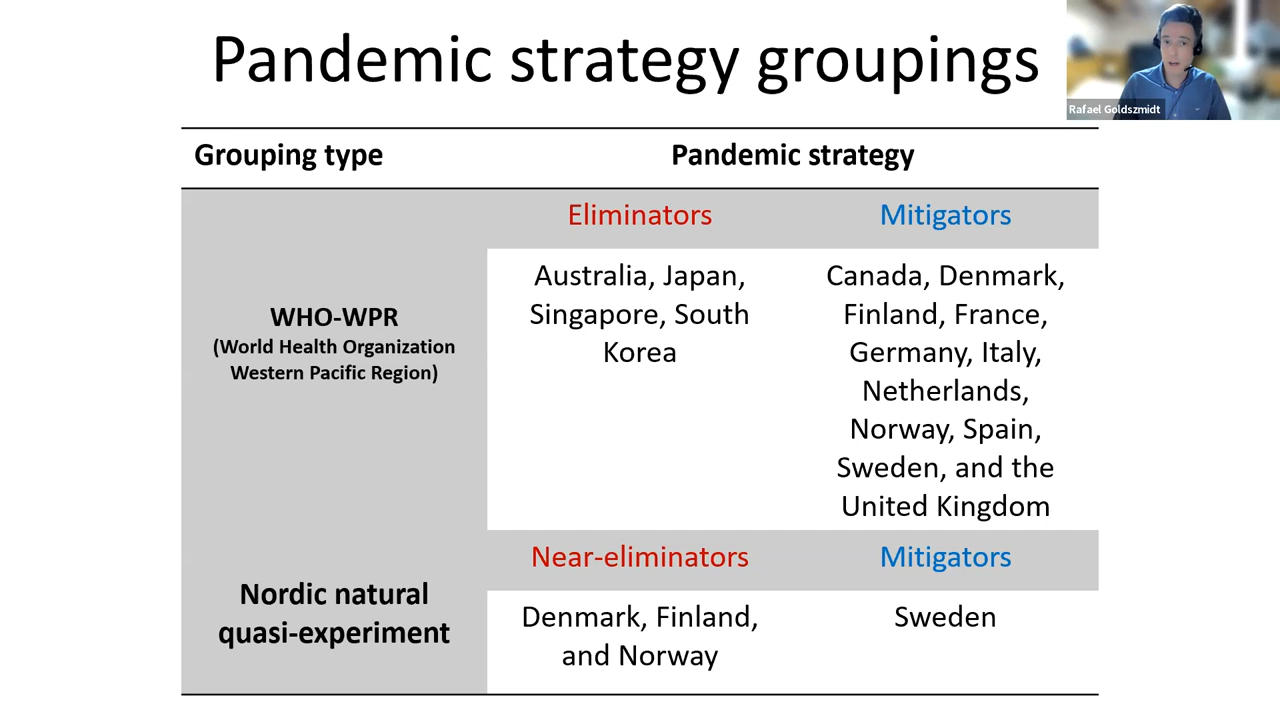 Pandemic strategy groupings
Rafael Goldszmidt
Grouping type
Pandemic strategy
Eliminators
Mitigators
WHO-WPR
(World Health Organization
Western Pacific Region)
Australia, Japan,
Singapore, South
Korea
Canada, Denmark,
Finland, France,
Germany, Italy,
Netherlands,
Norway, Spain,
Sweden, and the
United Kingdom
Near-eliminators
Mitigators
Nordic natural
quasi-experiment
Denmark, Finland,
and Norway
Sweden